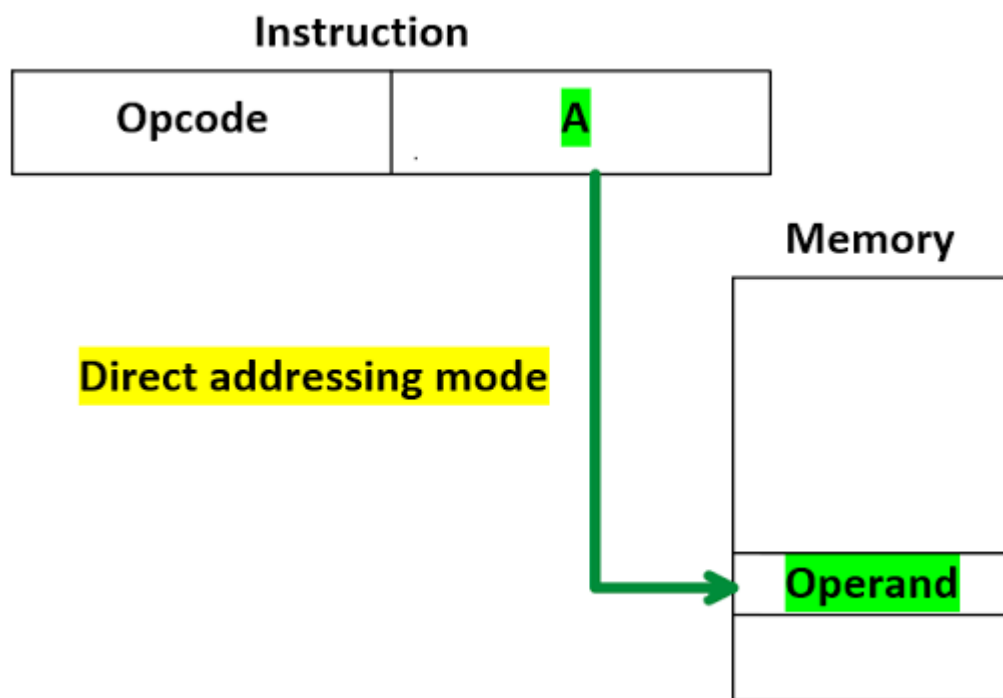 Instruction
Opcode
A
Memory
Direct addressing mode
Operand